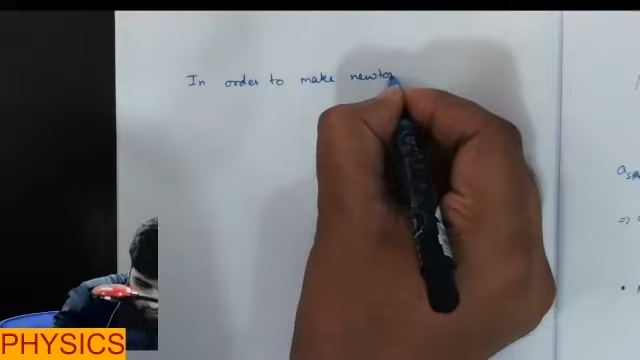 In order to make newto
a
⇒
PHYSICS